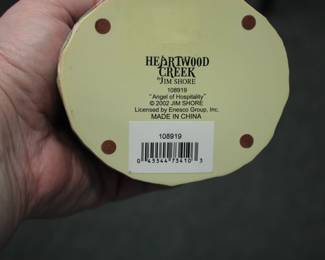 HEARTWOOD
CREEK
BY JIM SHORE
108919
"Angel of Hospitality"
© 2002 JIM SHORE
Licensed by Enesco Group, Inc.
MADE IN CHINA
108919
0 45544 75410 3